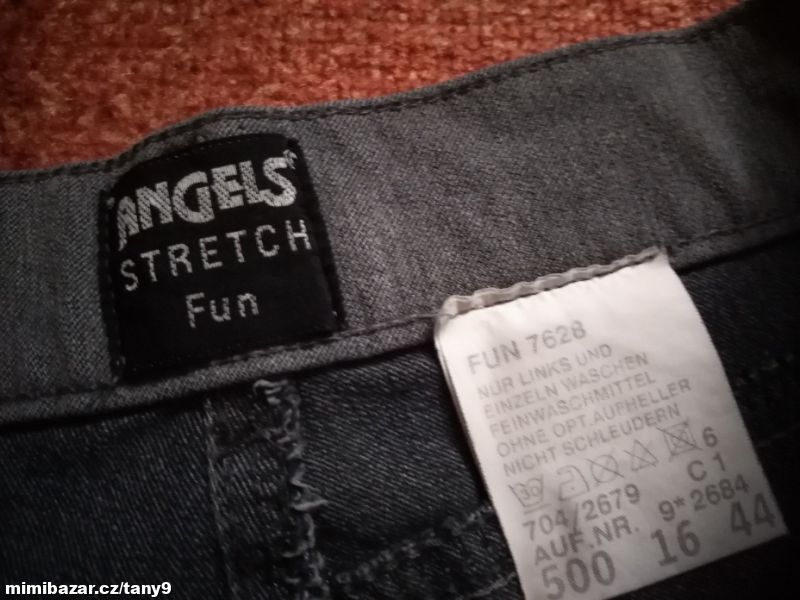 ANGELS
STRETCH
Fun
FUN 7628
NUR LINKS UND
EINZELN WASCHEN
FEINWASCHMITTEL
OHNE OPT.AUFHELLER
NICHT SCHLEUDERN
30 6
704/2679 C 1
AUF.NR. 9*2684
500 16 44
mimibazar.cz/tany9